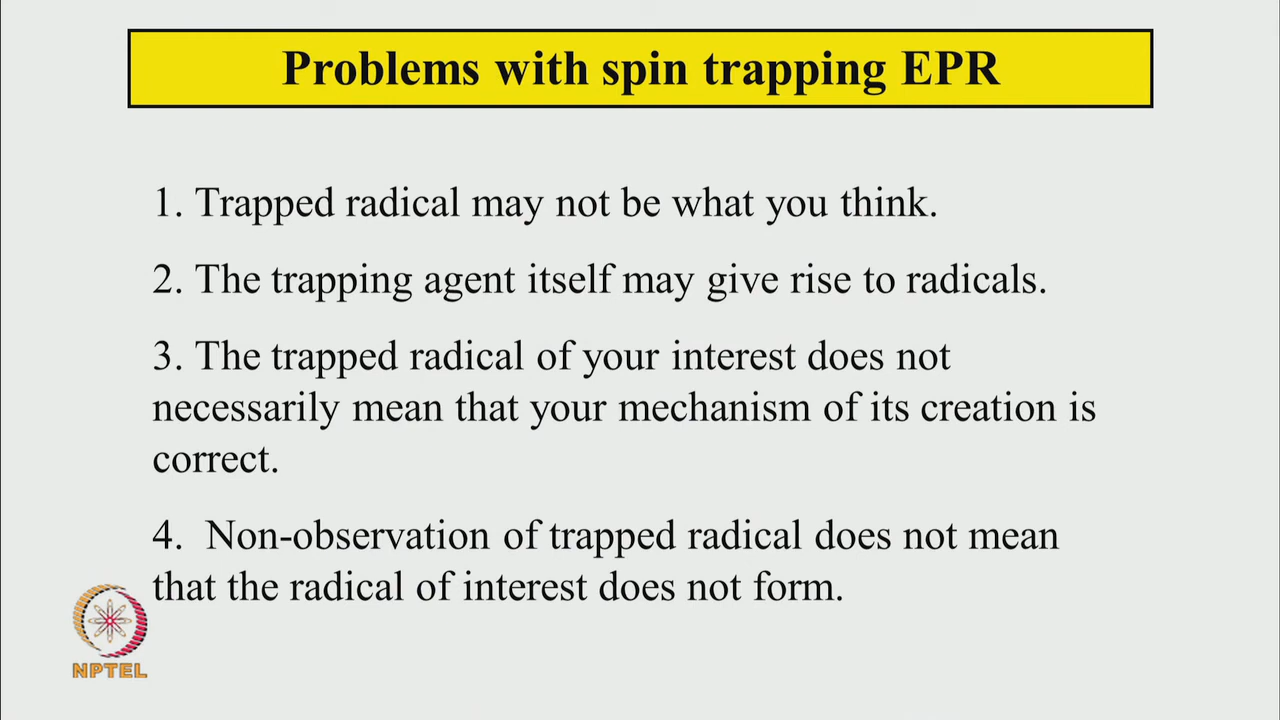 Problems with spin trapping EPR
1. Trapped radical may not be what you think.
2. The trapping agent itself may give rise to radicals.
3. The trapped radical of your interest does not
necessarily mean that your mechanism of its creation is
correct.
4. Non-observation of trapped radical does not mean
that the radical of interest does not form.
NPTEL